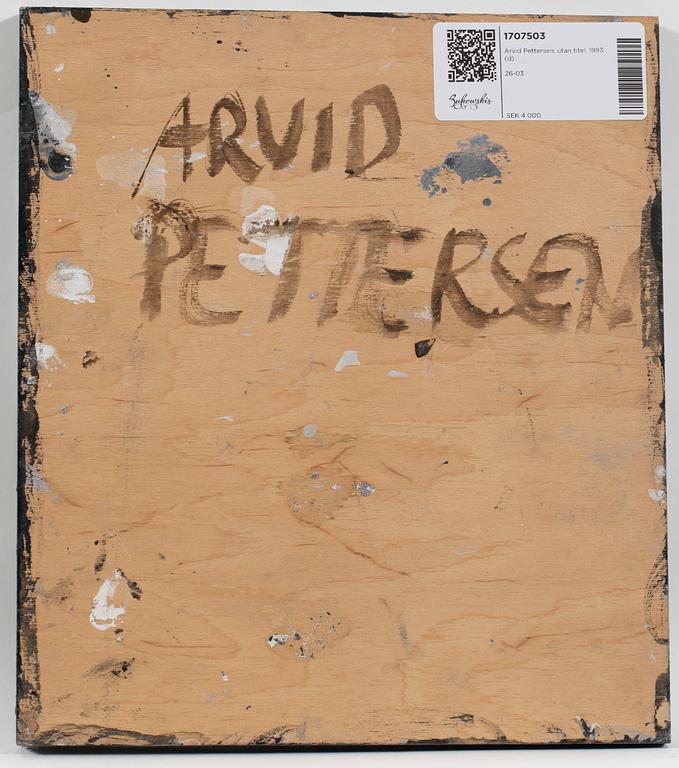 1707503
Arvid Pettersen, utan titel, 1993.
(d)
26-03
Bukowskis
SEK 4 000
ARVID
PETTERSEN